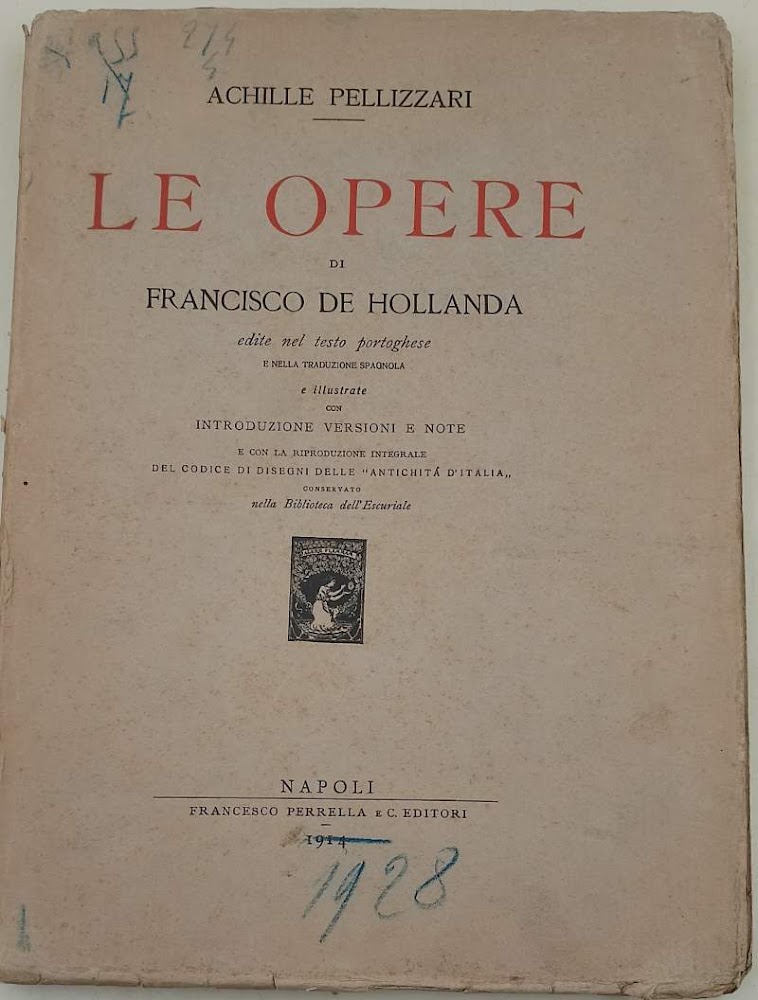 274
ACHILLE PELLIZZARI
LE OPERE
DI
FRANCISCO DE HOLLANDA
edite nel testo portoghese
E NELLA TRADUZIONE SPAGNOLA
e illustrate
CON
INTRODUZIONE VERSIONI E NOTE
E CON LA RIPRODUZIONE INTEGRALE
DEL CODICE DI DISEGNI DELLE "ANTICHITÁ D'ITALIA„
CONSERVATO
nella Biblioteca dell'Escuriale
NAPOLI
FRANCESCO PERRELLA E C. EDITORI
1914
1928